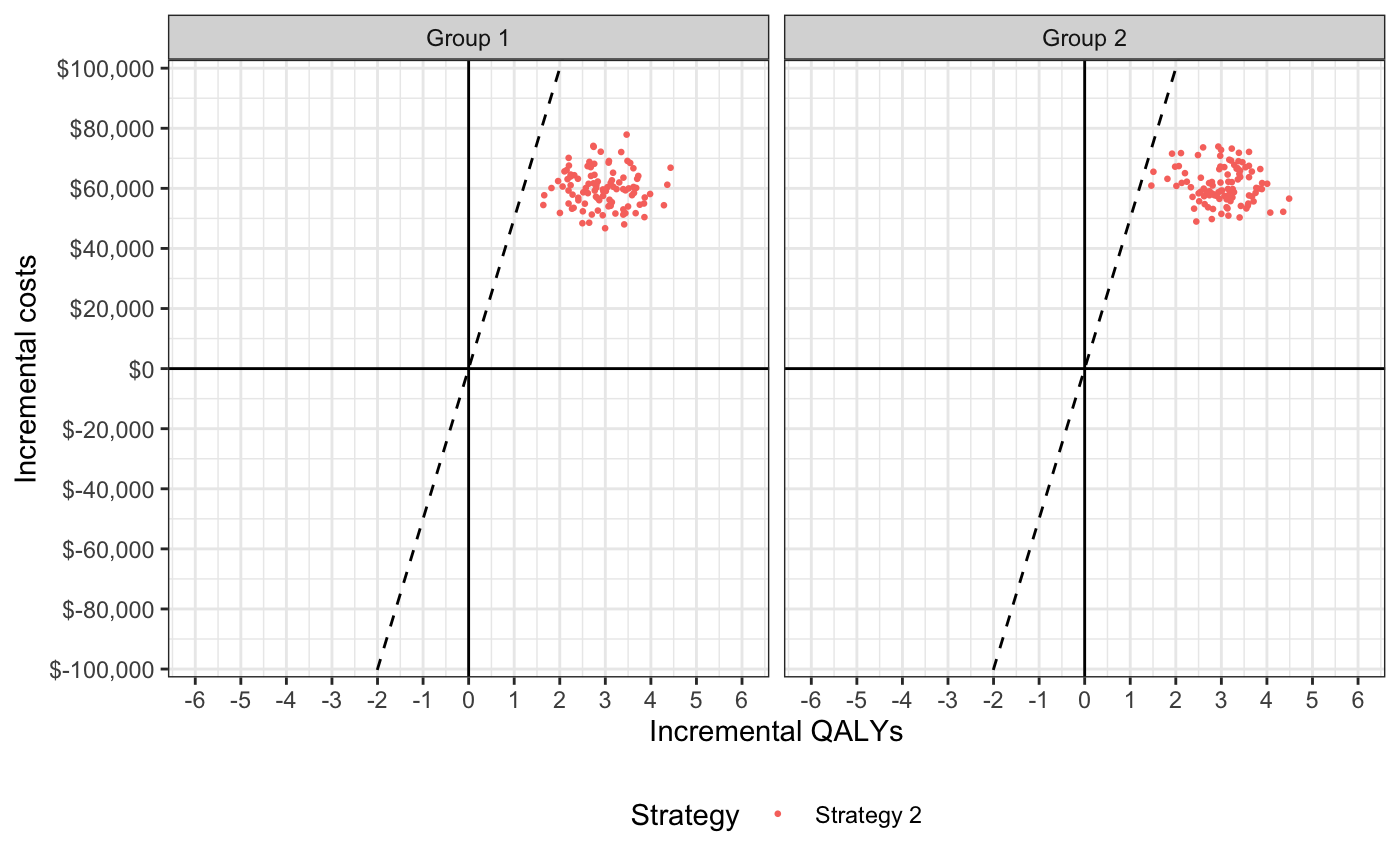 Group 1
Group 2
Incremental costs
$100,000
$80,000
$60,000
$40,000
$20,000
$0
$-20,000
$-40,000
$-60,000
$-80,000
$-100,000
-6 -5 -4 -3 -2 -1 0 1 2 3 4 5 6
-6 -5 -4 -3 -2 -1 0 1 2 3 4 5 6
Incremental QALYs
Strategy Strategy 2